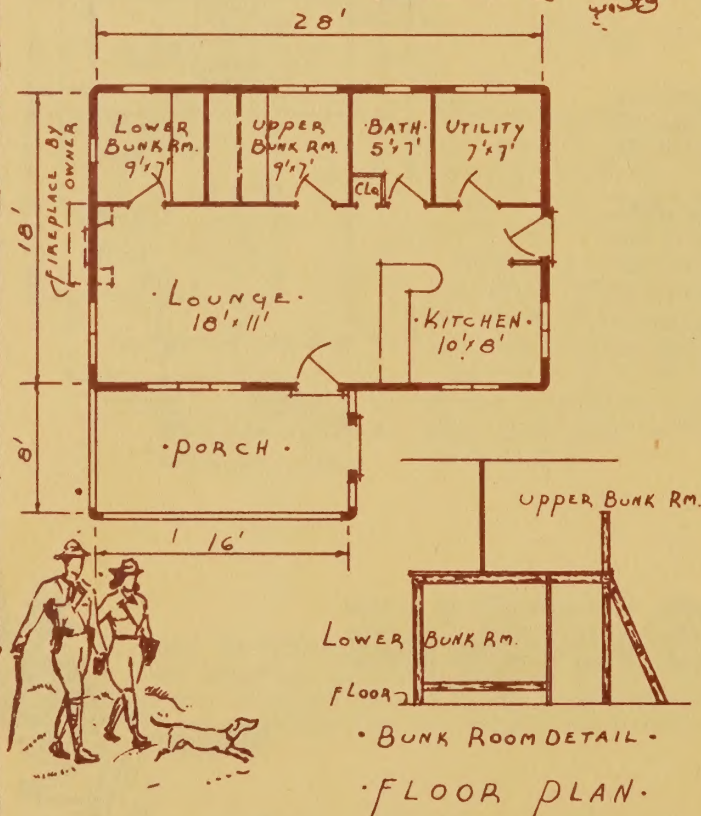 28'
LOWER
BUNK RM.
9'x7'
UPPER
BUNK RM.
9'x7'
·BATH·
5'x7'
UTILITY
7'x7'
CLO
FIREPLACE BY
OWNER
18'
·LOUNGE·
18'x11'
·KITCHEN·
10'x8'
8'
·PORCH·
16'
UPPER BUNK RM.
LOWER BUNK RM.
FLOOR
·BUNK ROOM DETAIL·
·FLOOR PLAN·